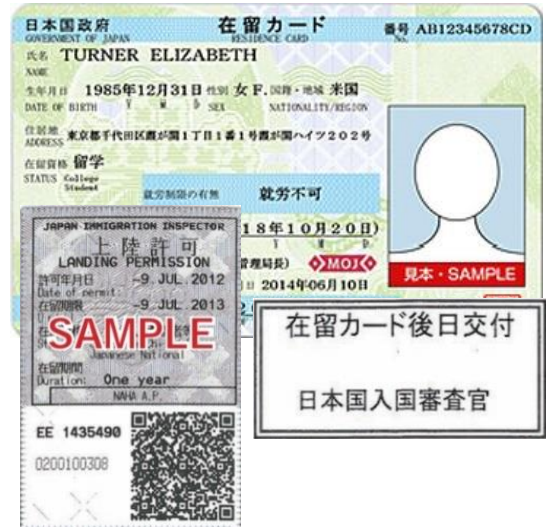 日本国政府 在留カード 番号 AB12345678CD
GOVERNMENT OF JAPAN RESIDENCE CARD No.
氏名 TURNER ELIZABETH
NAME
生年月日 1985年12月31日 性別 女 F. 国籍・地域 米国
DATE OF BIRTH Y M D SEX NATIONALITY/REGION
住居地 東京都千代田区霞が関1丁目1番1号霞が関ハイツ202号
ADDRESS
在留資格 留学
STATUS College
Student
就労制限の有無 就労不可
18年10月20日)
Y M D
管理局長) MOJ
2014年06月10日
見本・SAMPLE
JAPAN IMMIGRATION INSPECTOR
上陸許可
LANDING PERMISSION
許可年月日 -9. JUL. 2012
Date of permit:
在留期限 -9. JUL. 2013
SAMPLE
Japanese National
在留期間
Duration: One year
NAHA A.P.
EE 1435490
0200100308
在留カード後日交付
日本国入国審査官